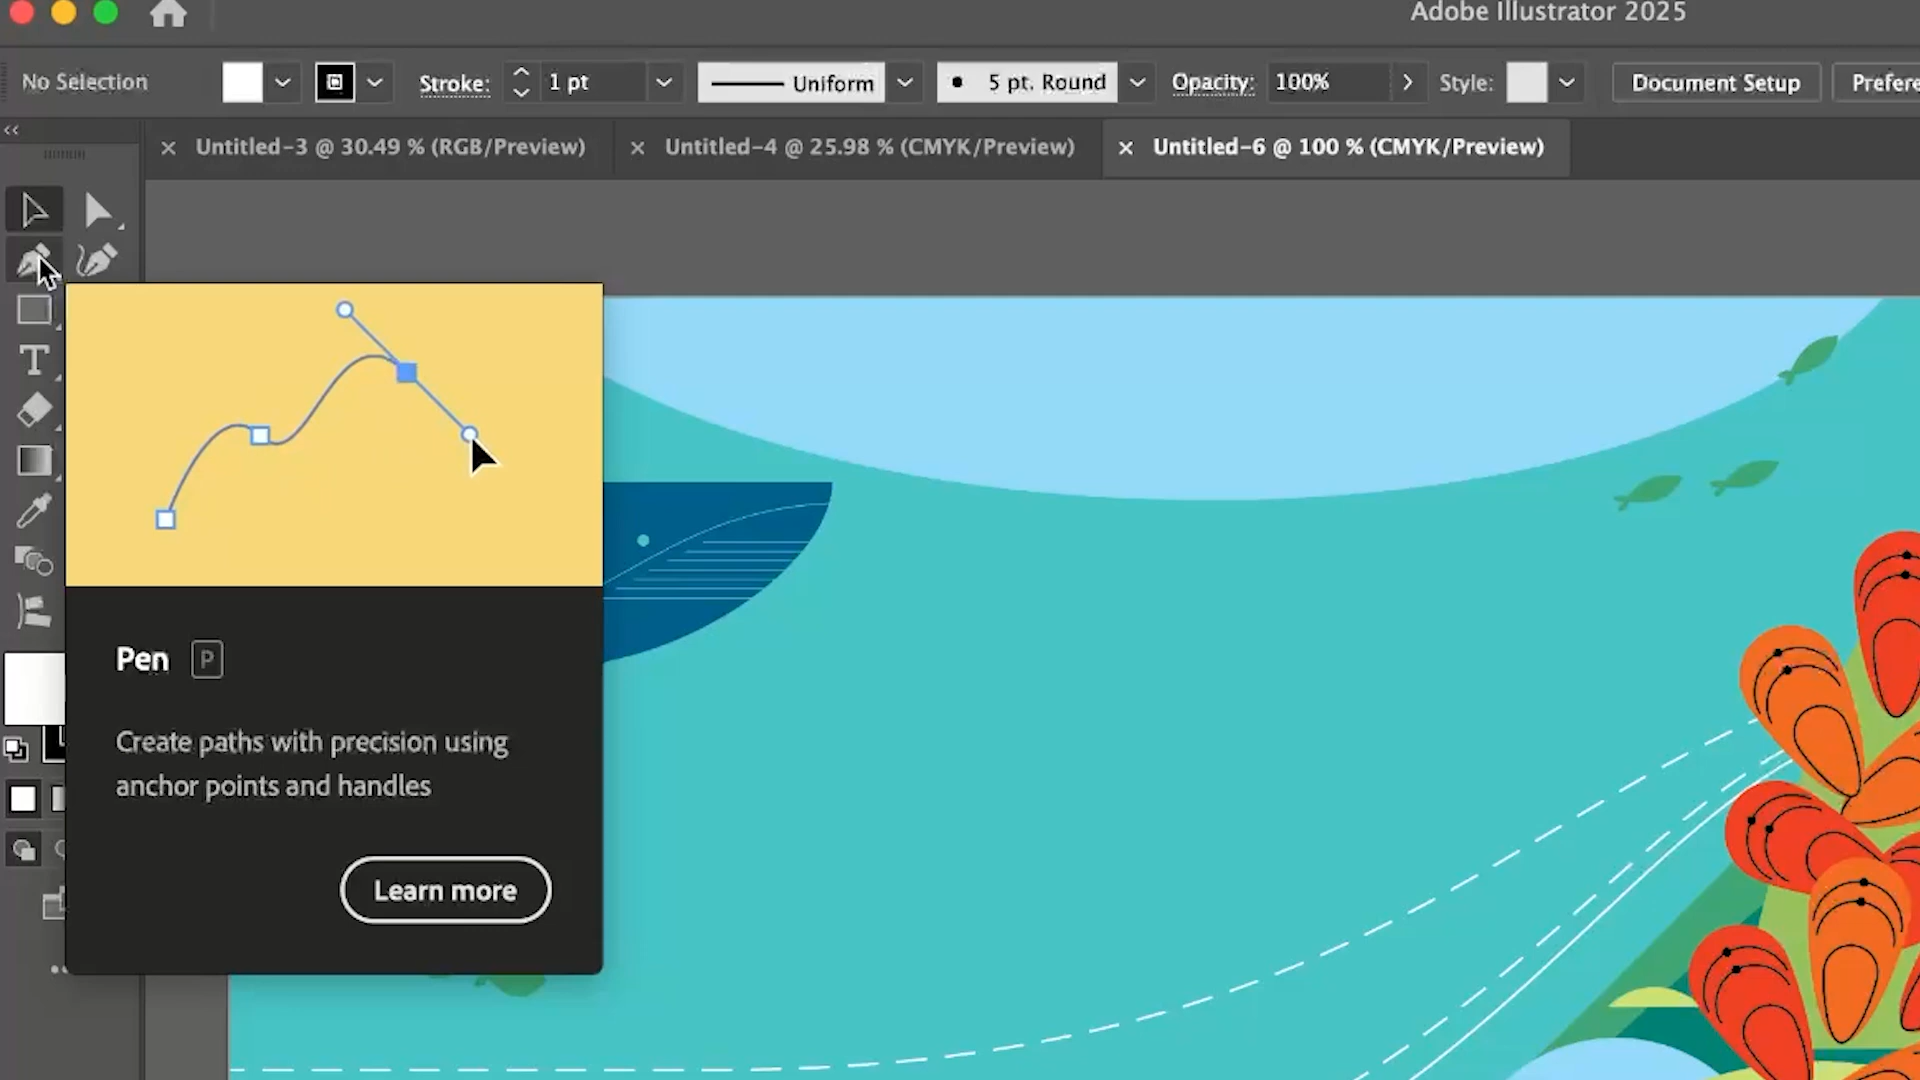 Adobe Illustrator 2025
No Selection
Stroke: 1 pt
Uniform
5 pt. Round
Opacity: 100%
Style:
Document Setup
Prefere
Untitled-3 @ 30.49 % (RGB/Preview)
Untitled-4 @ 25.98 % (CMYK/Preview)
Untitled-6 @ 100 % (CMYK/Preview)
T
Pen P
Create paths with precision using
anchor points and handles
Learn more